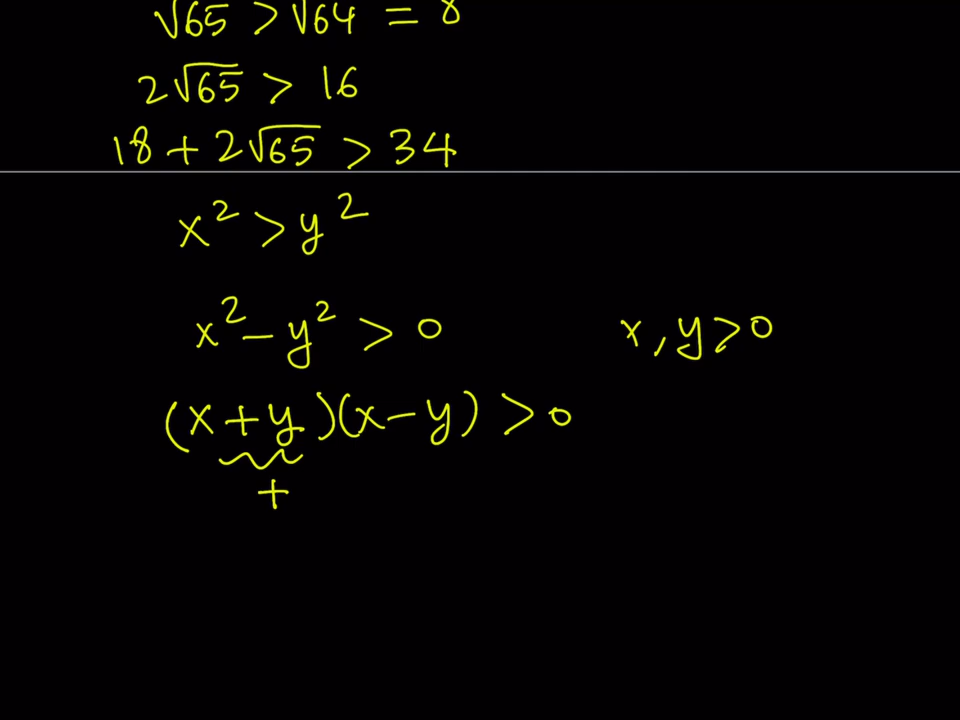 √65 > √64 = 8
2√65 > 16
18 + 2√65 > 34
x² > y²
x² - y² > 0 x, y > 0
(x + y)(x - y) > 0
+